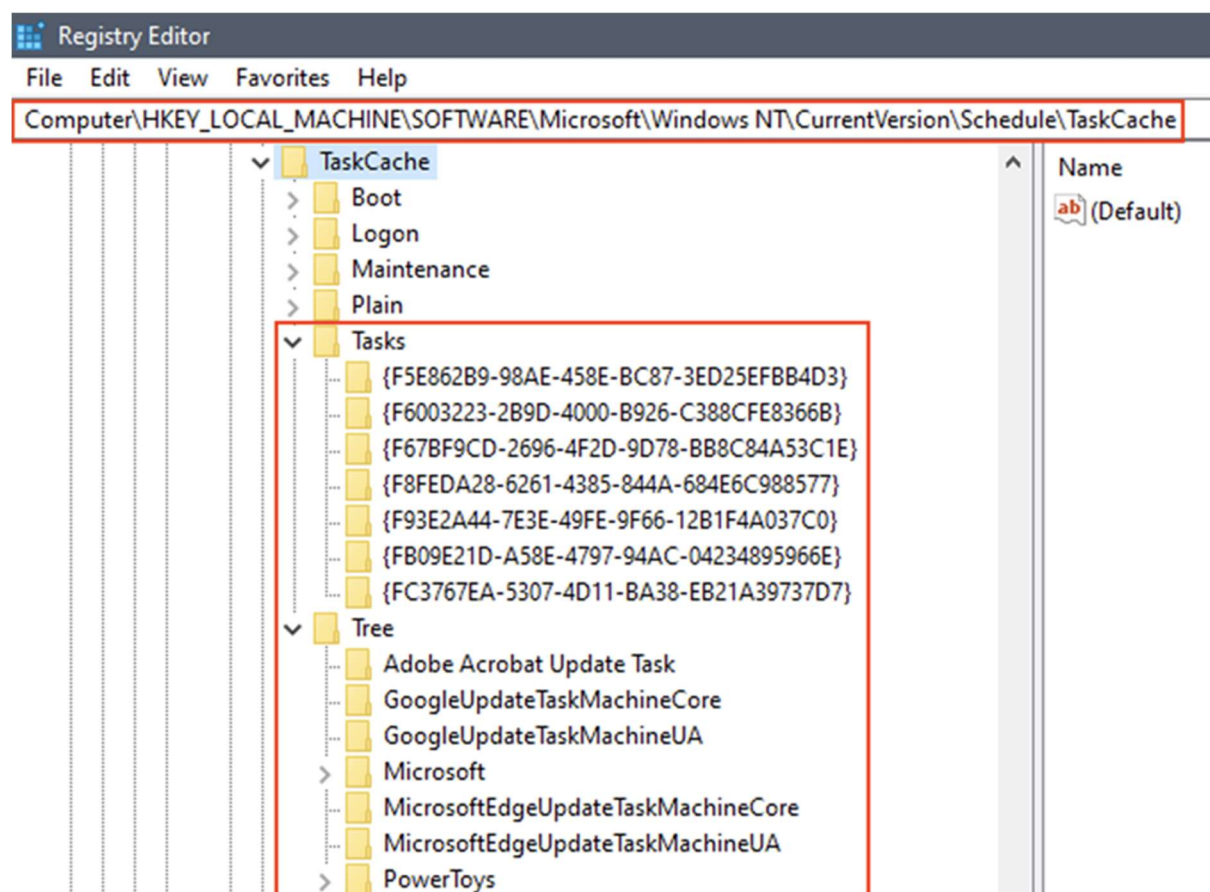 Registry Editor
File Edit View Favorites Help
Computer\HKEY_LOCAL_MACHINE\SOFTWARE\Microsoft\Windows NT\CurrentVersion\Schedule\TaskCache
TaskCache
Boot
Logon
Maintenance
Plain
Tasks
{F5E862B9-98AE-458E-BC87-3ED25EFBB4D3}
{F6003223-2B9D-4000-B926-C388CFE8366B}
{F67BF9CD-2696-4F2D-9D78-BB8C84A53C1E}
{F8FEDA28-6261-4385-844A-684E6C988577}
{F93E2A44-7E3E-49FE-9F66-12B1F4A037C0}
{FB09E21D-A58E-4797-94AC-04234895966E}
{FC3767EA-5307-4D11-BA38-EB21A39737D7}
Tree
Adobe Acrobat Update Task
GoogleUpdateTaskMachineCore
GoogleUpdateTaskMachineUA
Microsoft
MicrosoftEdgeUpdateTaskMachineCore
MicrosoftEdgeUpdateTaskMachineUA
PowerToys
Name
ab (Default)